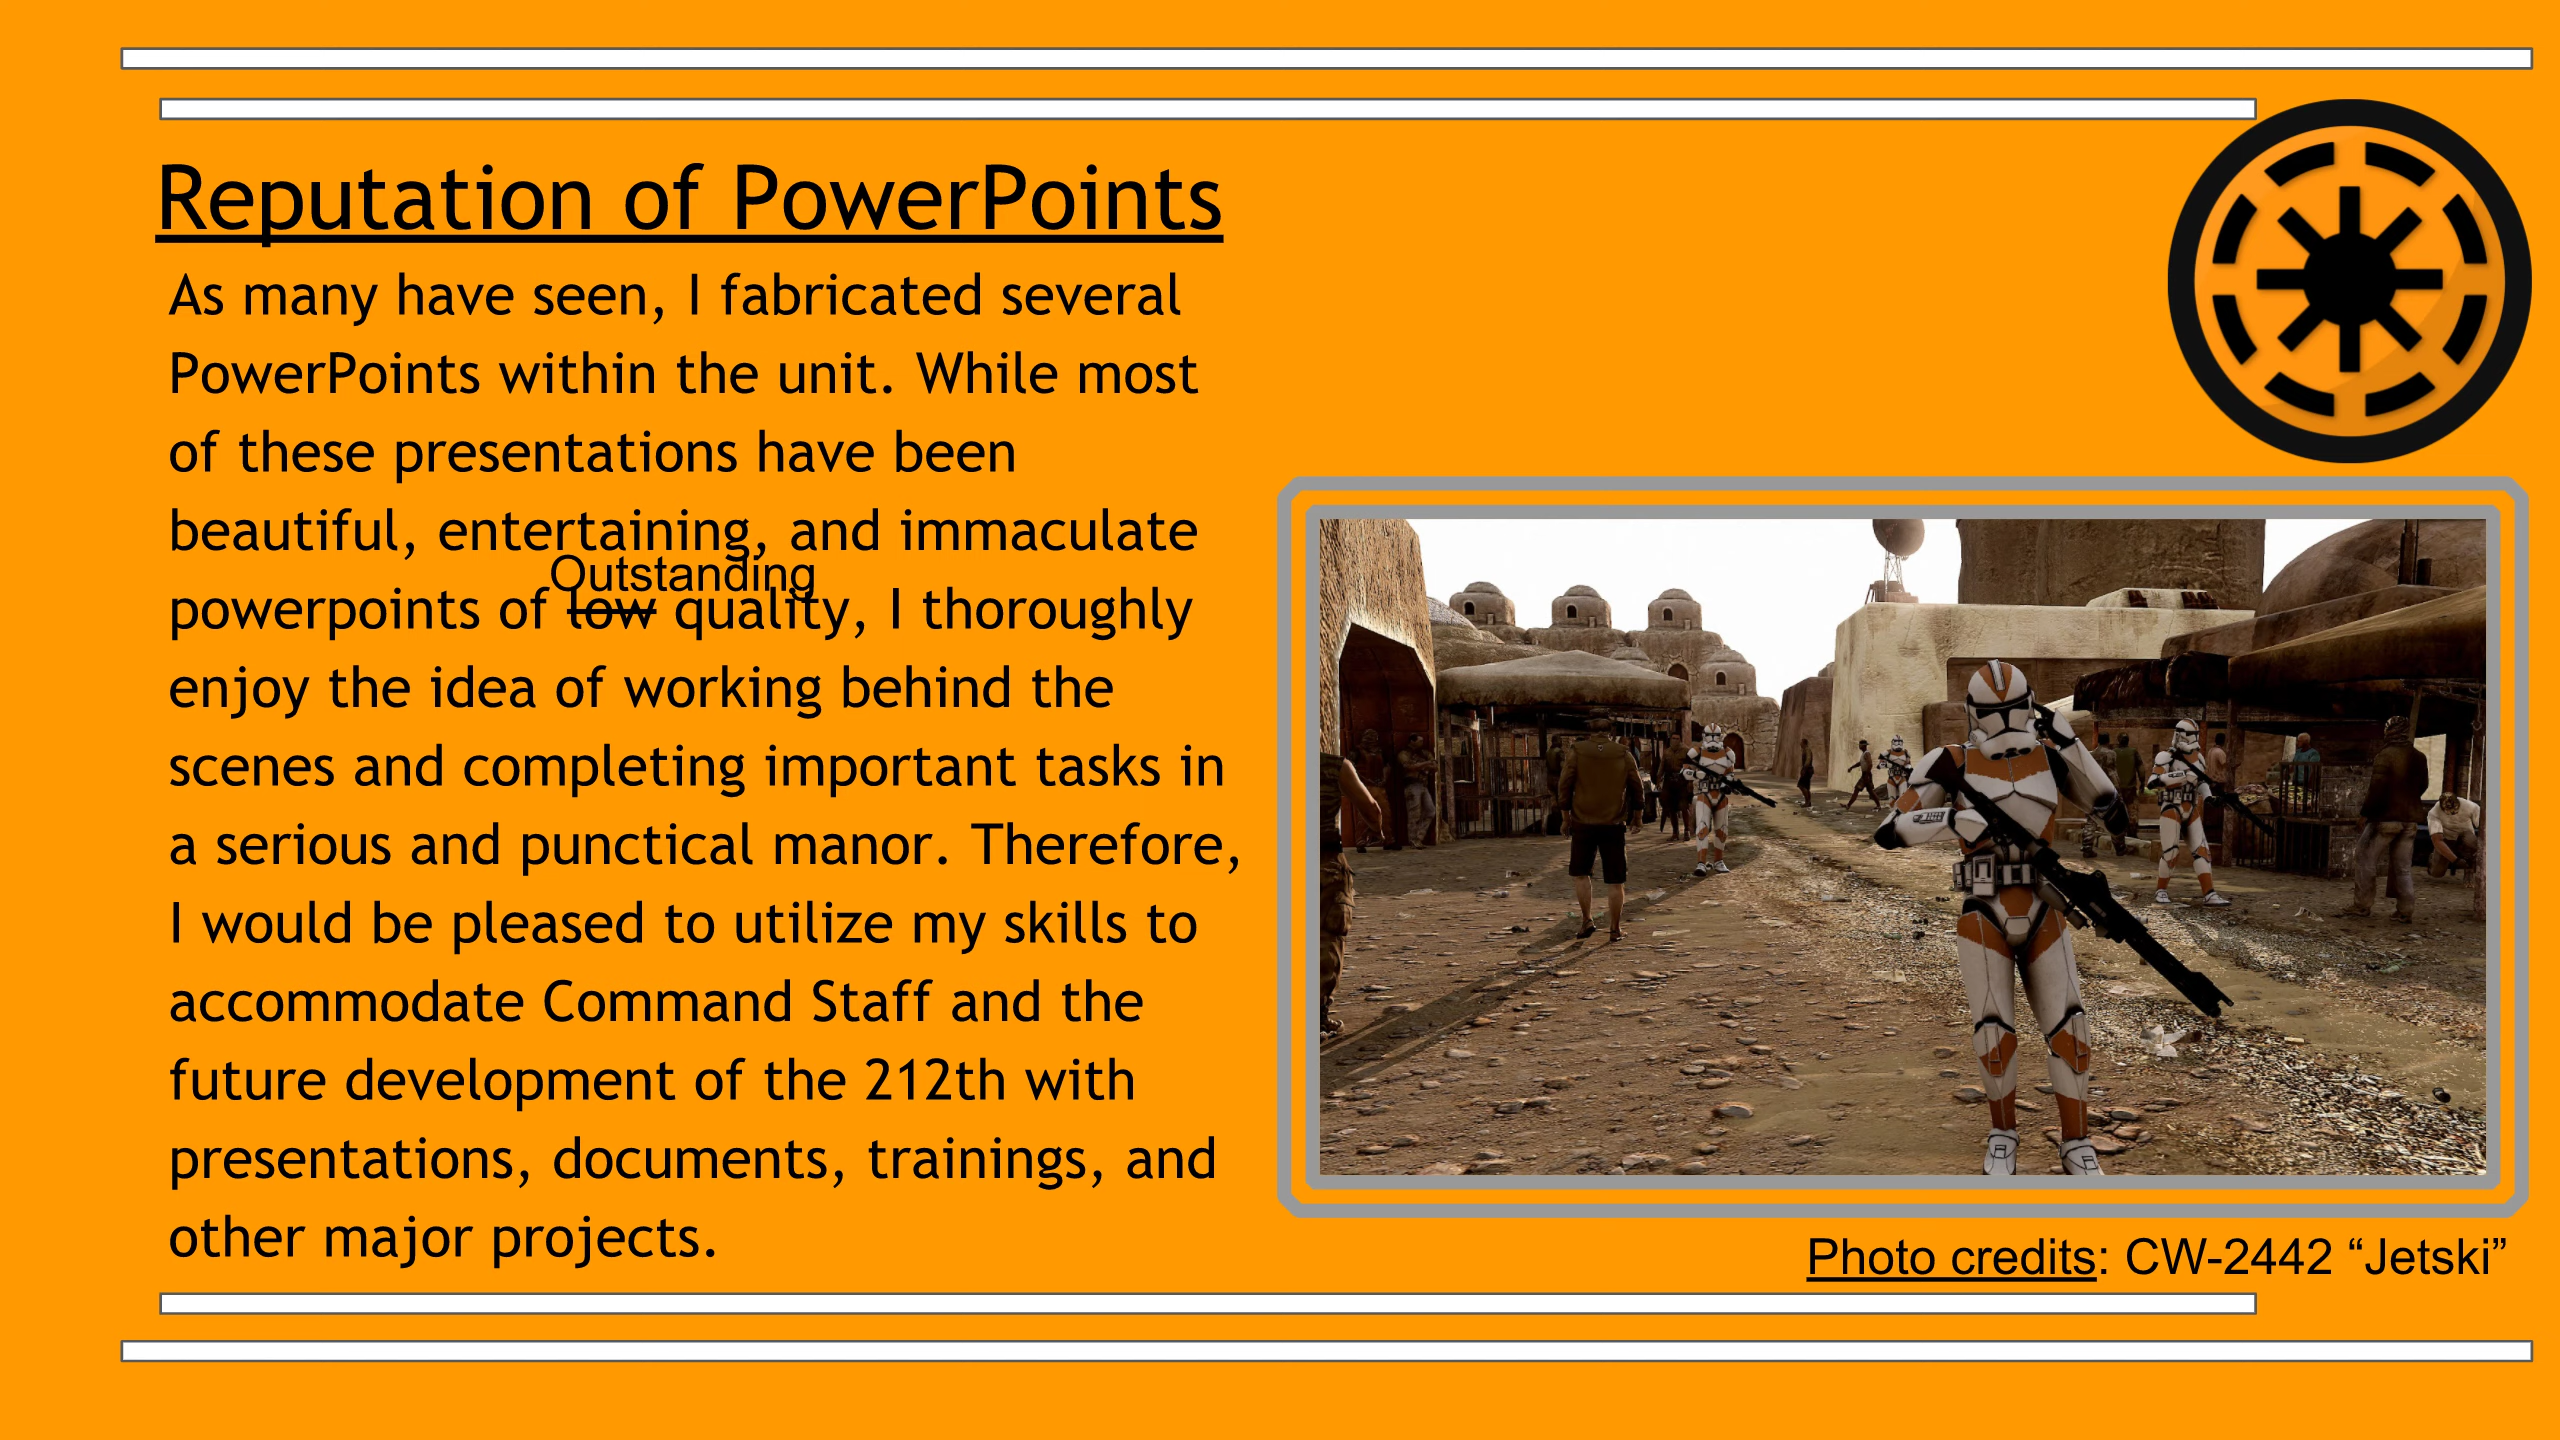 Reputation of PowerPoints
As many have seen, I fabricated several
PowerPoints within the unit. While most
of these presentations have been
beautiful, entertaining, and immaculate
Outstanding
powerpoints of low quality, I thoroughly
enjoy the idea of working behind the
scenes and completing important tasks in
a serious and punctical manor. Therefore,
I would be pleased to utilize my skills to
accommodate Command Staff and the
future development of the 212th with
presentations, documents, trainings, and
other major projects.
Photo credits: CW-2442 “Jetski”